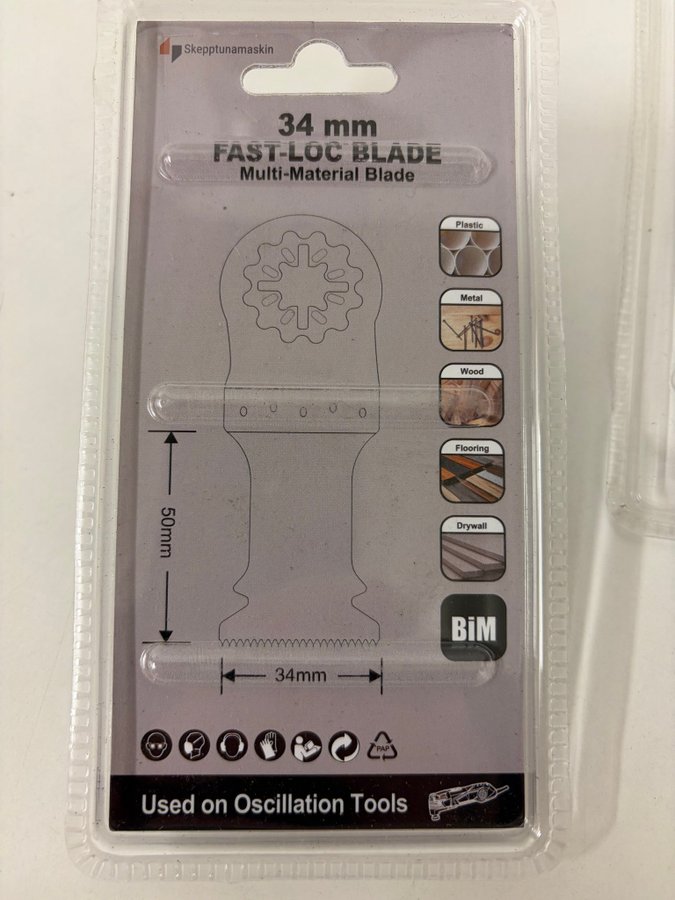 Skepptunamaskin
34 mm
FAST-LOC BLADE
Multi-Material Blade
Plastic
Metal
Wood
Flooring
Drywall
BiM
50mm
34mm
PAP
Used on Oscillation Tools